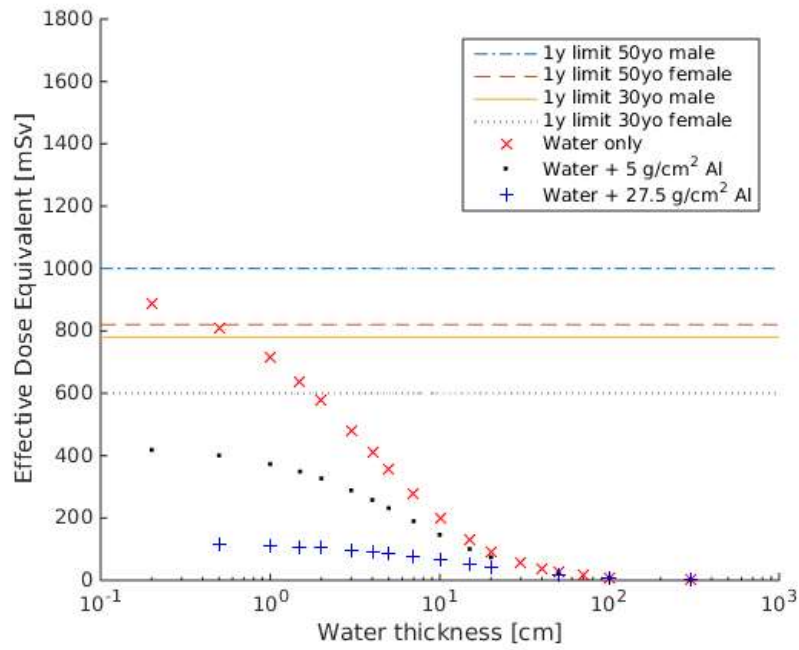 1800
1600
1400
1200
1000
800
600
400
200
0
Effective Dose Equivalent [mSv]
1y limit 50yo male
1y limit 50yo female
1y limit 30yo male
1y limit 30yo female
Water only
Water + 5 g/cm² Al
Water + 27.5 g/cm² Al
10⁻¹ 10⁰ 10¹ 10² 10³
Water thickness [cm]